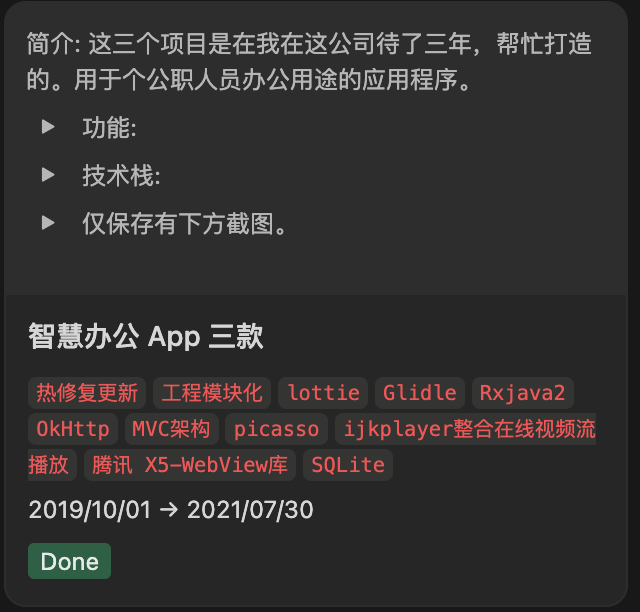 简介: 这三个项目是在我在这公司待了三年，帮忙打造
的。用于个公职人员办公用途的应用程序。
功能:
技术栈:
仅保存有下方截图。
智慧办公 App 三款
热修复更新 工程模块化 lottie Glidle Rxjava2
OkHttp MVC架构 picasso ijkplayer整合在线视频流
播放 腾讯 X5-WebView库 SQLite
2019/10/01 → 2021/07/30
Done